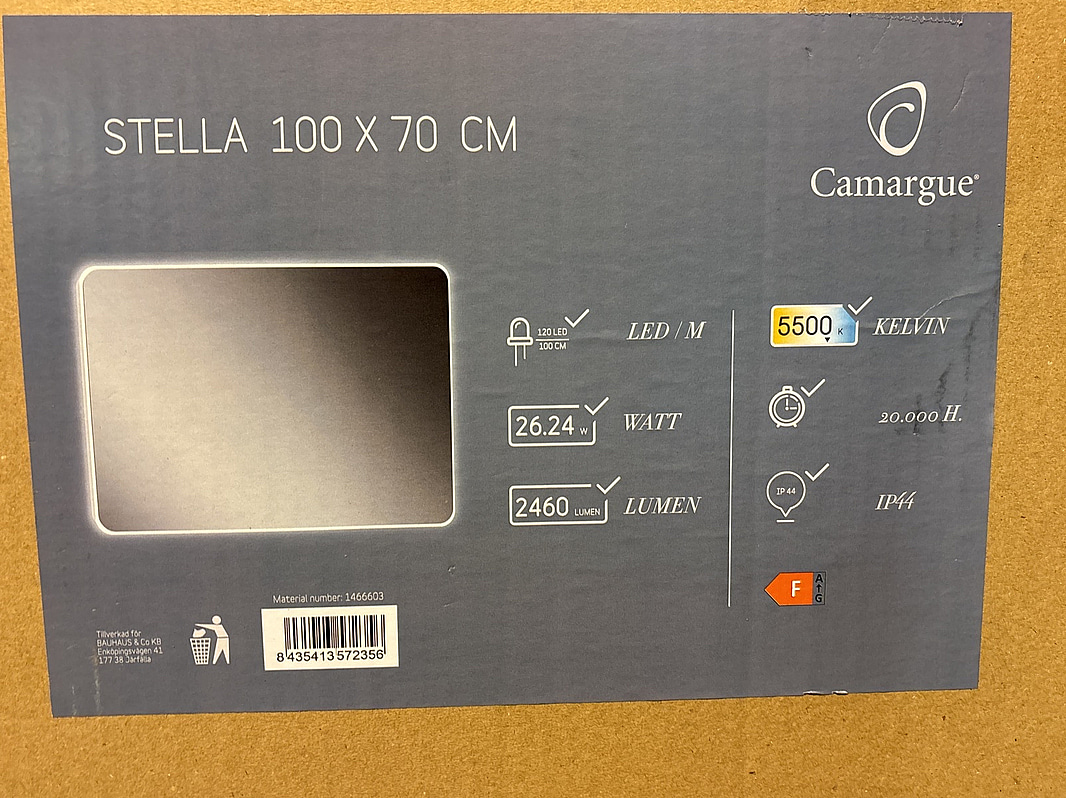 STELLA 100 X 70 CM
Camargue®
120 LED
100 CM
LED / M
26.24 W
WATT
2460 LUMEN
LUMEN
5500 K
KELVIN
20.000 H.
IP 44
IP44
F
A
G
Material number: 1466603
8 435413 572356
Tillverkad för
BAUHAUS & Co KB
Enköpingsvägen 41
177 38 Järfälla